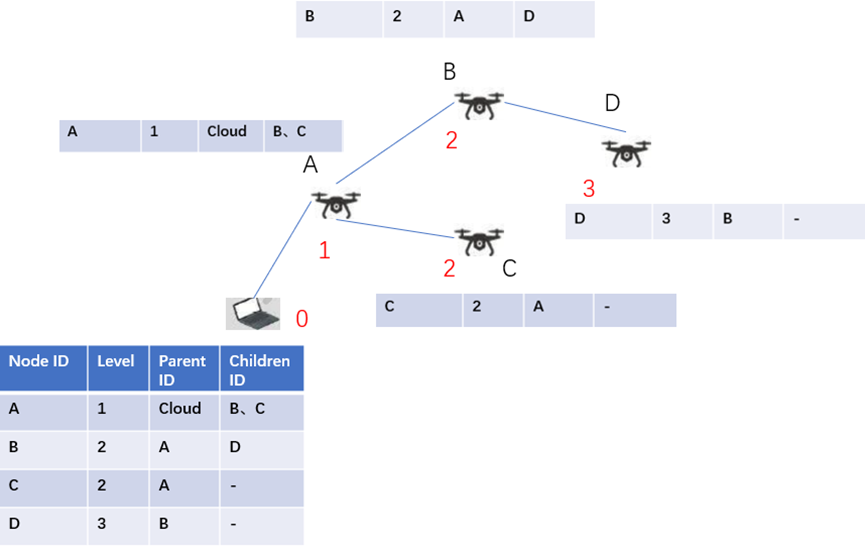 B 2 A D
B
D
A 1 Cloud B、C
2
A
3
D 3 B -
1
2 C
C 2 A -
0
Node ID Level Parent ID Children ID
A 1 Cloud B、C
B 2 A D
C 2 A -
D 3 B -